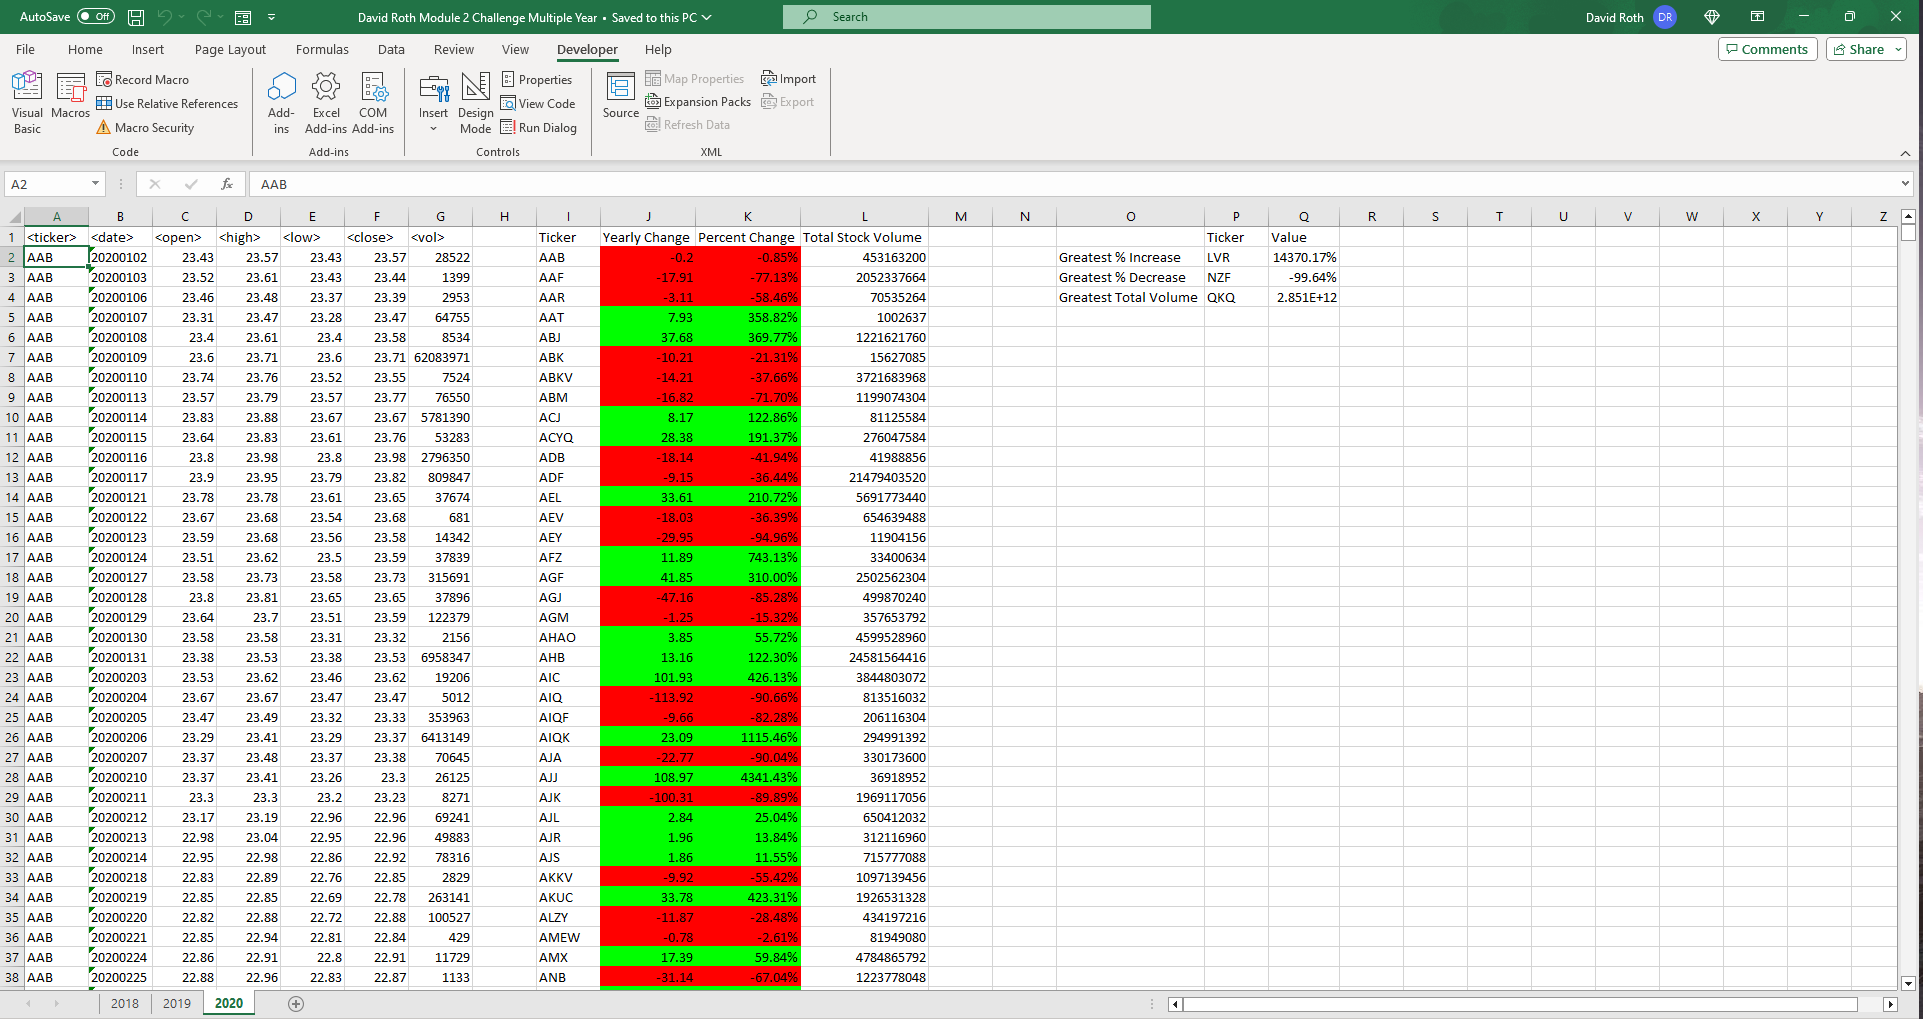 AutoSave Off David Roth Module 2 Challenge Multiple Year • Saved to this PC Search David Roth DR
File Home Insert Page Layout Formulas Data Review View Developer Help Comments Share
Visual Basic Macros Record Macro Use Relative References Macro Security Code
Add-ins Excel Add-ins COM Add-ins Add-ins
Insert Design Mode Properties View Code Run Dialog Controls
Source Map Properties Expansion Packs Refresh Data Import Export XML
A2 fx AAB
A B C D E F G H I J K L M N O P Q R S T U V W X Y Z
1 <ticker> <date> <open> <high> <low> <close> <vol> Ticker Yearly Change Percent Change Total Stock Volume Ticker Value
2 AAB 20200102 23.43 23.57 23.43 23.57 28522 AAB -0.2 -0.85% 453163200 Greatest % Increase LVR 14370.17%
3 AAB 20200103 23.52 23.61 23.43 23.44 1399 AAF -17.91 -77.13% 2052337664 Greatest % Decrease NZF -99.64%
4 AAB 20200106 23.46 23.48 23.37 23.39 2953 AAR -3.11 -58.46% 70535264 Greatest Total Volume QKQ 2.851E+12
5 AAB 20200107 23.31 23.47 23.28 23.47 64755 AAT 7.93 358.82% 1002637
6 AAB 20200108 23.4 23.61 23.4 23.58 8534 ABJ 37.68 369.77% 1221621760
7 AAB 20200109 23.6 23.71 23.6 23.71 62083971 ABK -10.21 -21.31% 15627085
8 AAB 20200110 23.74 23.76 23.52 23.55 7524 ABKV -14.21 -37.66% 3721683968
9 AAB 20200113 23.57 23.79 23.57 23.77 76550 ABM -16.82 -71.70% 1199074304
10 AAB 20200114 23.83 23.88 23.67 23.67 5781390 ACJ 8.17 122.86% 81125584
11 AAB 20200115 23.64 23.83 23.61 23.76 53283 ACYQ 28.38 191.37% 276047584
12 AAB 20200116 23.8 23.98 23.8 23.98 2796350 ADB -18.14 -41.94% 41988856
13 AAB 20200117 23.9 23.95 23.79 23.82 809847 ADF -9.15 -36.44% 21479403520
14 AAB 20200121 23.78 23.78 23.61 23.65 37674 AEL 33.61 210.72% 5691773440
15 AAB 20200122 23.67 23.68 23.54 23.68 681 AEV -18.03 -36.39% 654639488
16 AAB 20200123 23.59 23.68 23.56 23.58 14342 AEY -29.95 -94.96% 11904156
17 AAB 20200124 23.51 23.62 23.5 23.59 37839 AFZ 11.89 743.13% 33400634
18 AAB 20200127 23.58 23.73 23.58 23.73 315691 AGF 41.85 310.00% 2502562304
19 AAB 20200128 23.8 23.81 23.65 23.65 37896 AGJ -47.16 -85.28% 499870240
20 AAB 20200129 23.64 23.7 23.51 23.59 122379 AGM -1.25 -15.32% 357653792
21 AAB 20200130 23.58 23.58 23.31 23.32 2156 AHAO 3.85 55.72% 4599528960
22 AAB 20200131 23.38 23.53 23.38 23.53 6958347 AHB 13.16 122.30% 24581564416
23 AAB 20200203 23.53 23.62 23.46 23.62 19206 AIC 101.93 426.13% 3844803072
24 AAB 20200204 23.67 23.67 23.47 23.47 5012 AIQ -113.92 -90.66% 813516032
25 AAB 20200205 23.47 23.49 23.32 23.33 353963 AIQF -9.66 -82.28% 206116304
26 AAB 20200206 23.29 23.41 23.29 23.37 6413149 AIQK 23.09 1115.46% 294991392
27 AAB 20200207 23.37 23.48 23.37 23.38 70645 AJA -22.77 -90.04% 330173600
28 AAB 20200210 23.37 23.41 23.26 23.3 26125 AJJ 108.97 4341.43% 36918952
29 AAB 20200211 23.3 23.3 23.2 23.23 8271 AJK -100.31 -89.89% 1969117056
30 AAB 20200212 23.17 23.19 22.96 22.96 69241 AJL 2.84 25.04% 650412032
31 AAB 20200213 22.98 23.04 22.95 22.96 49883 AJR 1.96 13.84% 312116960
32 AAB 20200214 22.95 22.98 22.86 22.92 78316 AJS 1.86 11.55% 715777088
33 AAB 20200218 22.83 22.89 22.76 22.85 2829 AKKV -9.92 -55.42% 1097139456
34 AAB 20200219 22.85 22.85 22.69 22.78 263141 AKUC 33.78 423.31% 1926531328
35 AAB 20200220 22.82 22.88 22.72 22.88 100527 ALZY -11.87 -28.48% 434197216
36 AAB 20200221 22.85 22.94 22.81 22.84 429 AMEW -0.78 -2.61% 81949080
37 AAB 20200224 22.86 22.91 22.8 22.91 11729 AMX 17.39 59.84% 4784865792
38 AAB 20200225 22.88 22.96 22.83 22.87 1133 ANB -31.14 -67.04% 1223778048
2018 2019 2020